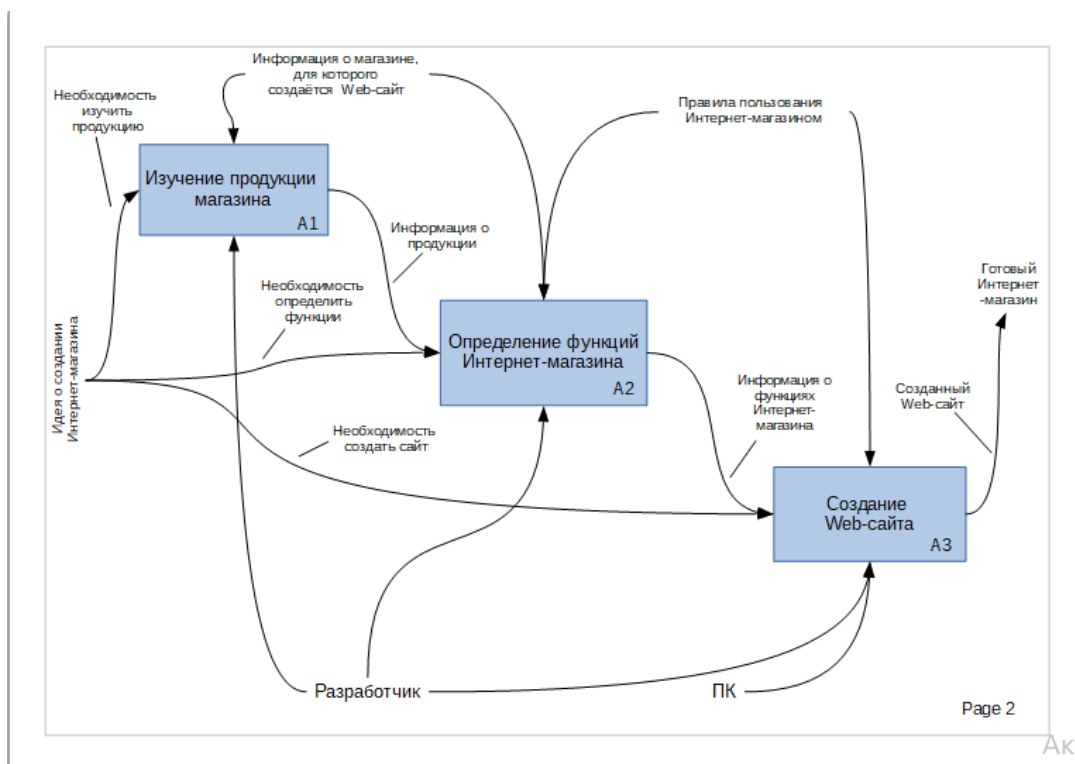 Информация о магазине,
для которого
создаётся Web-сайт
Необходимость
изучить
продукцию
Правила пользования
Интернет-магазином
Изучение продукции
магазина
A1
Информация о
продукции
Необходимость
определить
функции
Готовый
Интернет
-магазин
Идея о создании
Интернет-магазина
Определение функций
Интернет-магазина
A2
Информация о
функциях
Интернет-
магазина
Созданный
Web-сайт
Необходимость
создать сайт
Создание
Web-сайта
A3
Разработчик
ПК
Page 2
Ак